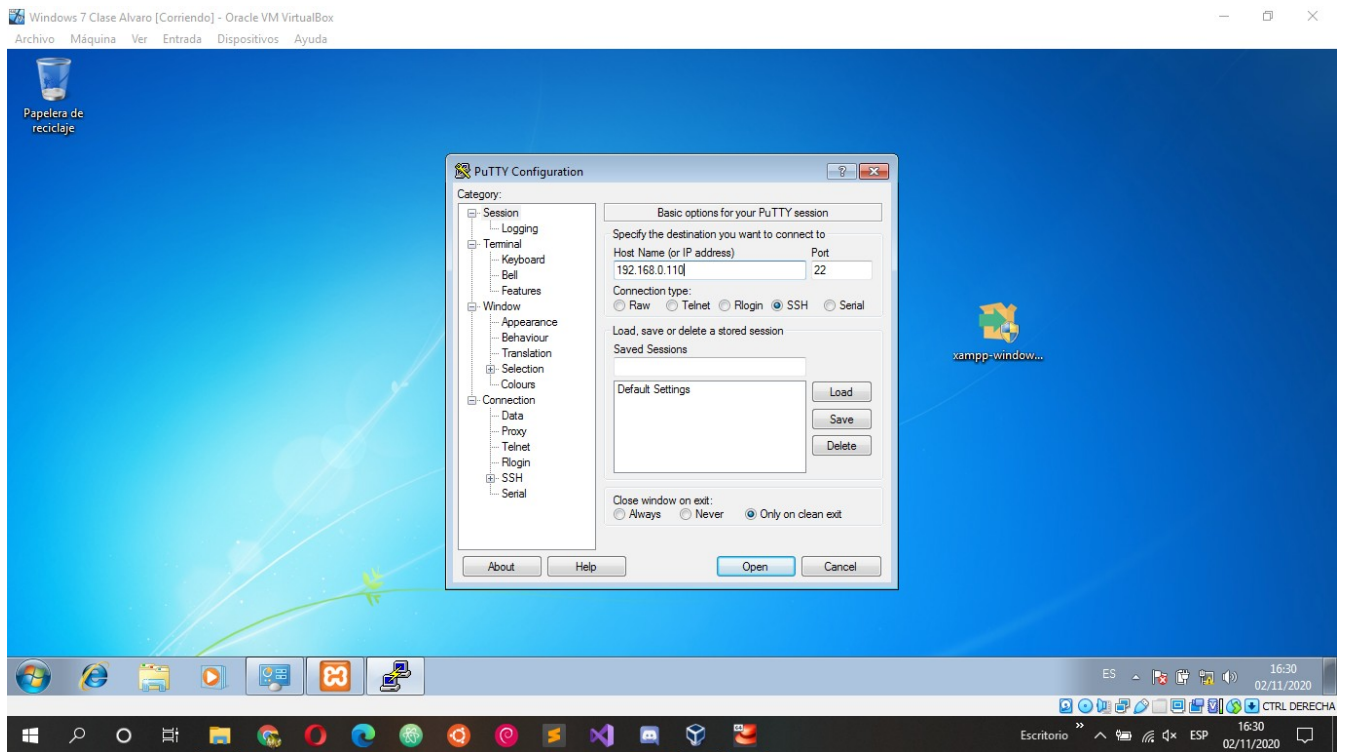 Windows 7 Clase Alvaro [Corriendo] - Oracle VM VirtualBox
Archivo Máquina Ver Entrada Dispositivos Ayuda
Papelera de
reciclaje
PuTTY Configuration
Category:
Session
Logging
Terminal
Keyboard
Bell
Features
Window
Appearance
Behaviour
Translation
Selection
Colours
Connection
Data
Proxy
Telnet
Rlogin
SSH
Serial
Basic options for your PuTTY session
Specify the destination you want to connect to
Host Name (or IP address) Port
192.168.0.110 22
Connection type:
Raw Telnet Rlogin SSH Serial
Load, save or delete a stored session
Saved Sessions
Default Settings
Load
Save
Delete
Close window on exit:
Always Never Only on clean exit
About Help Open Cancel
xampp-window...
ES 16:30
02/11/2020
CTRL DERECHA
Escritorio ESP 16:30
02/11/2020